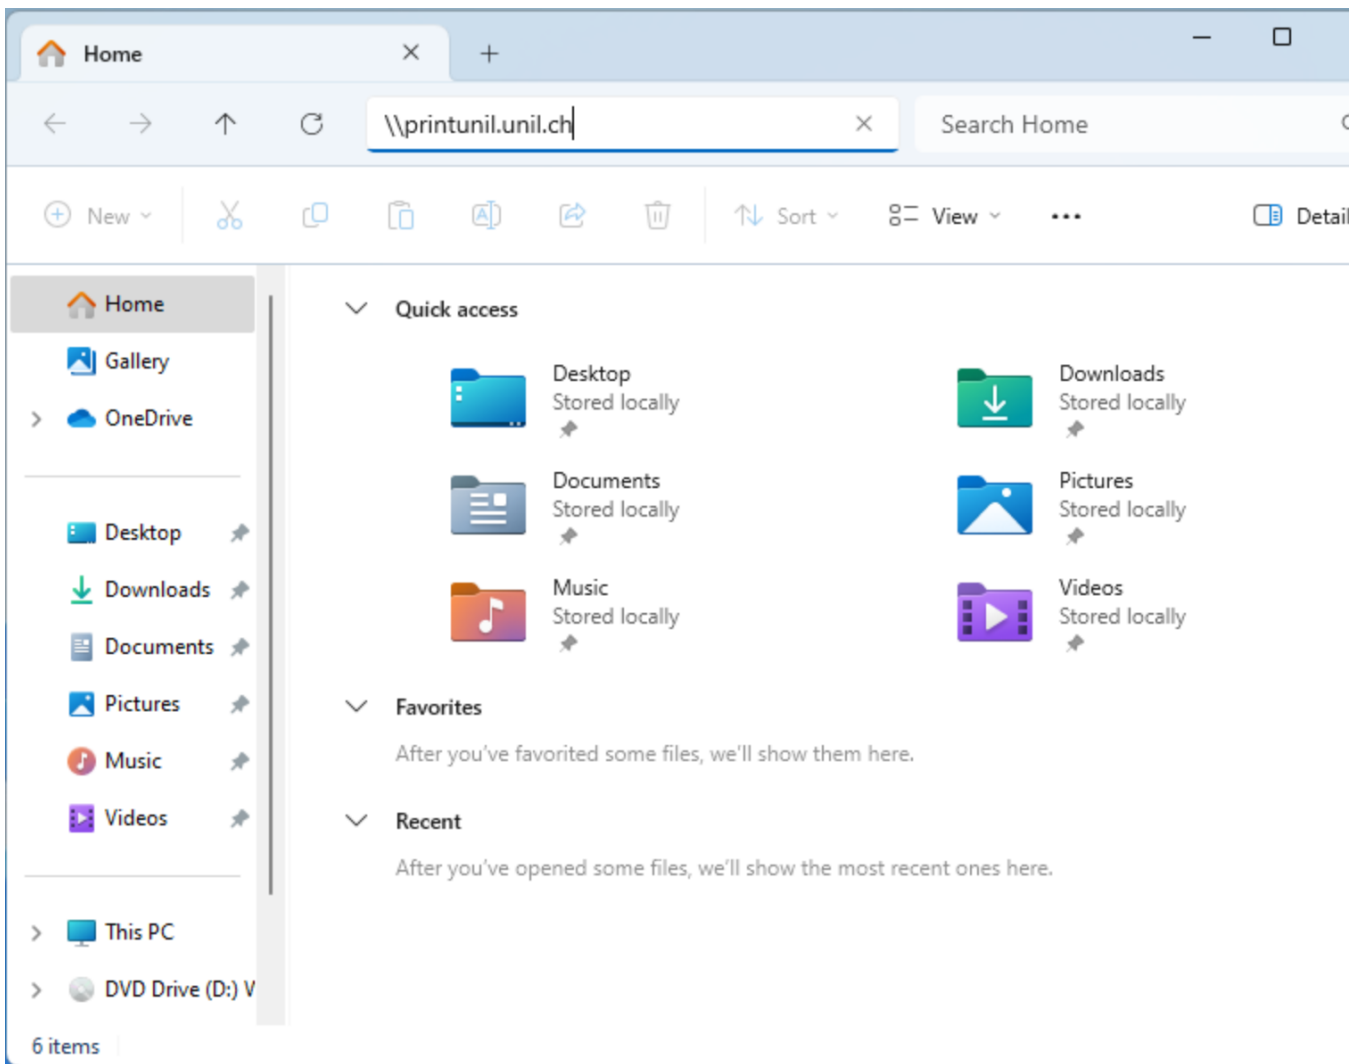 Home
\\printunil.unil.ch
Search Home
New
Sort
View
Detail
Home
Gallery
OneDrive
Desktop
Downloads
Documents
Pictures
Music
Videos
This PC
DVD Drive (D:) V
Quick access
Desktop
Stored locally
Downloads
Stored locally
Documents
Stored locally
Pictures
Stored locally
Music
Stored locally
Videos
Stored locally
Favorites
After you've favorited some files, we'll show them here.
Recent
After you've opened some files, we'll show the most recent ones here.
6 items